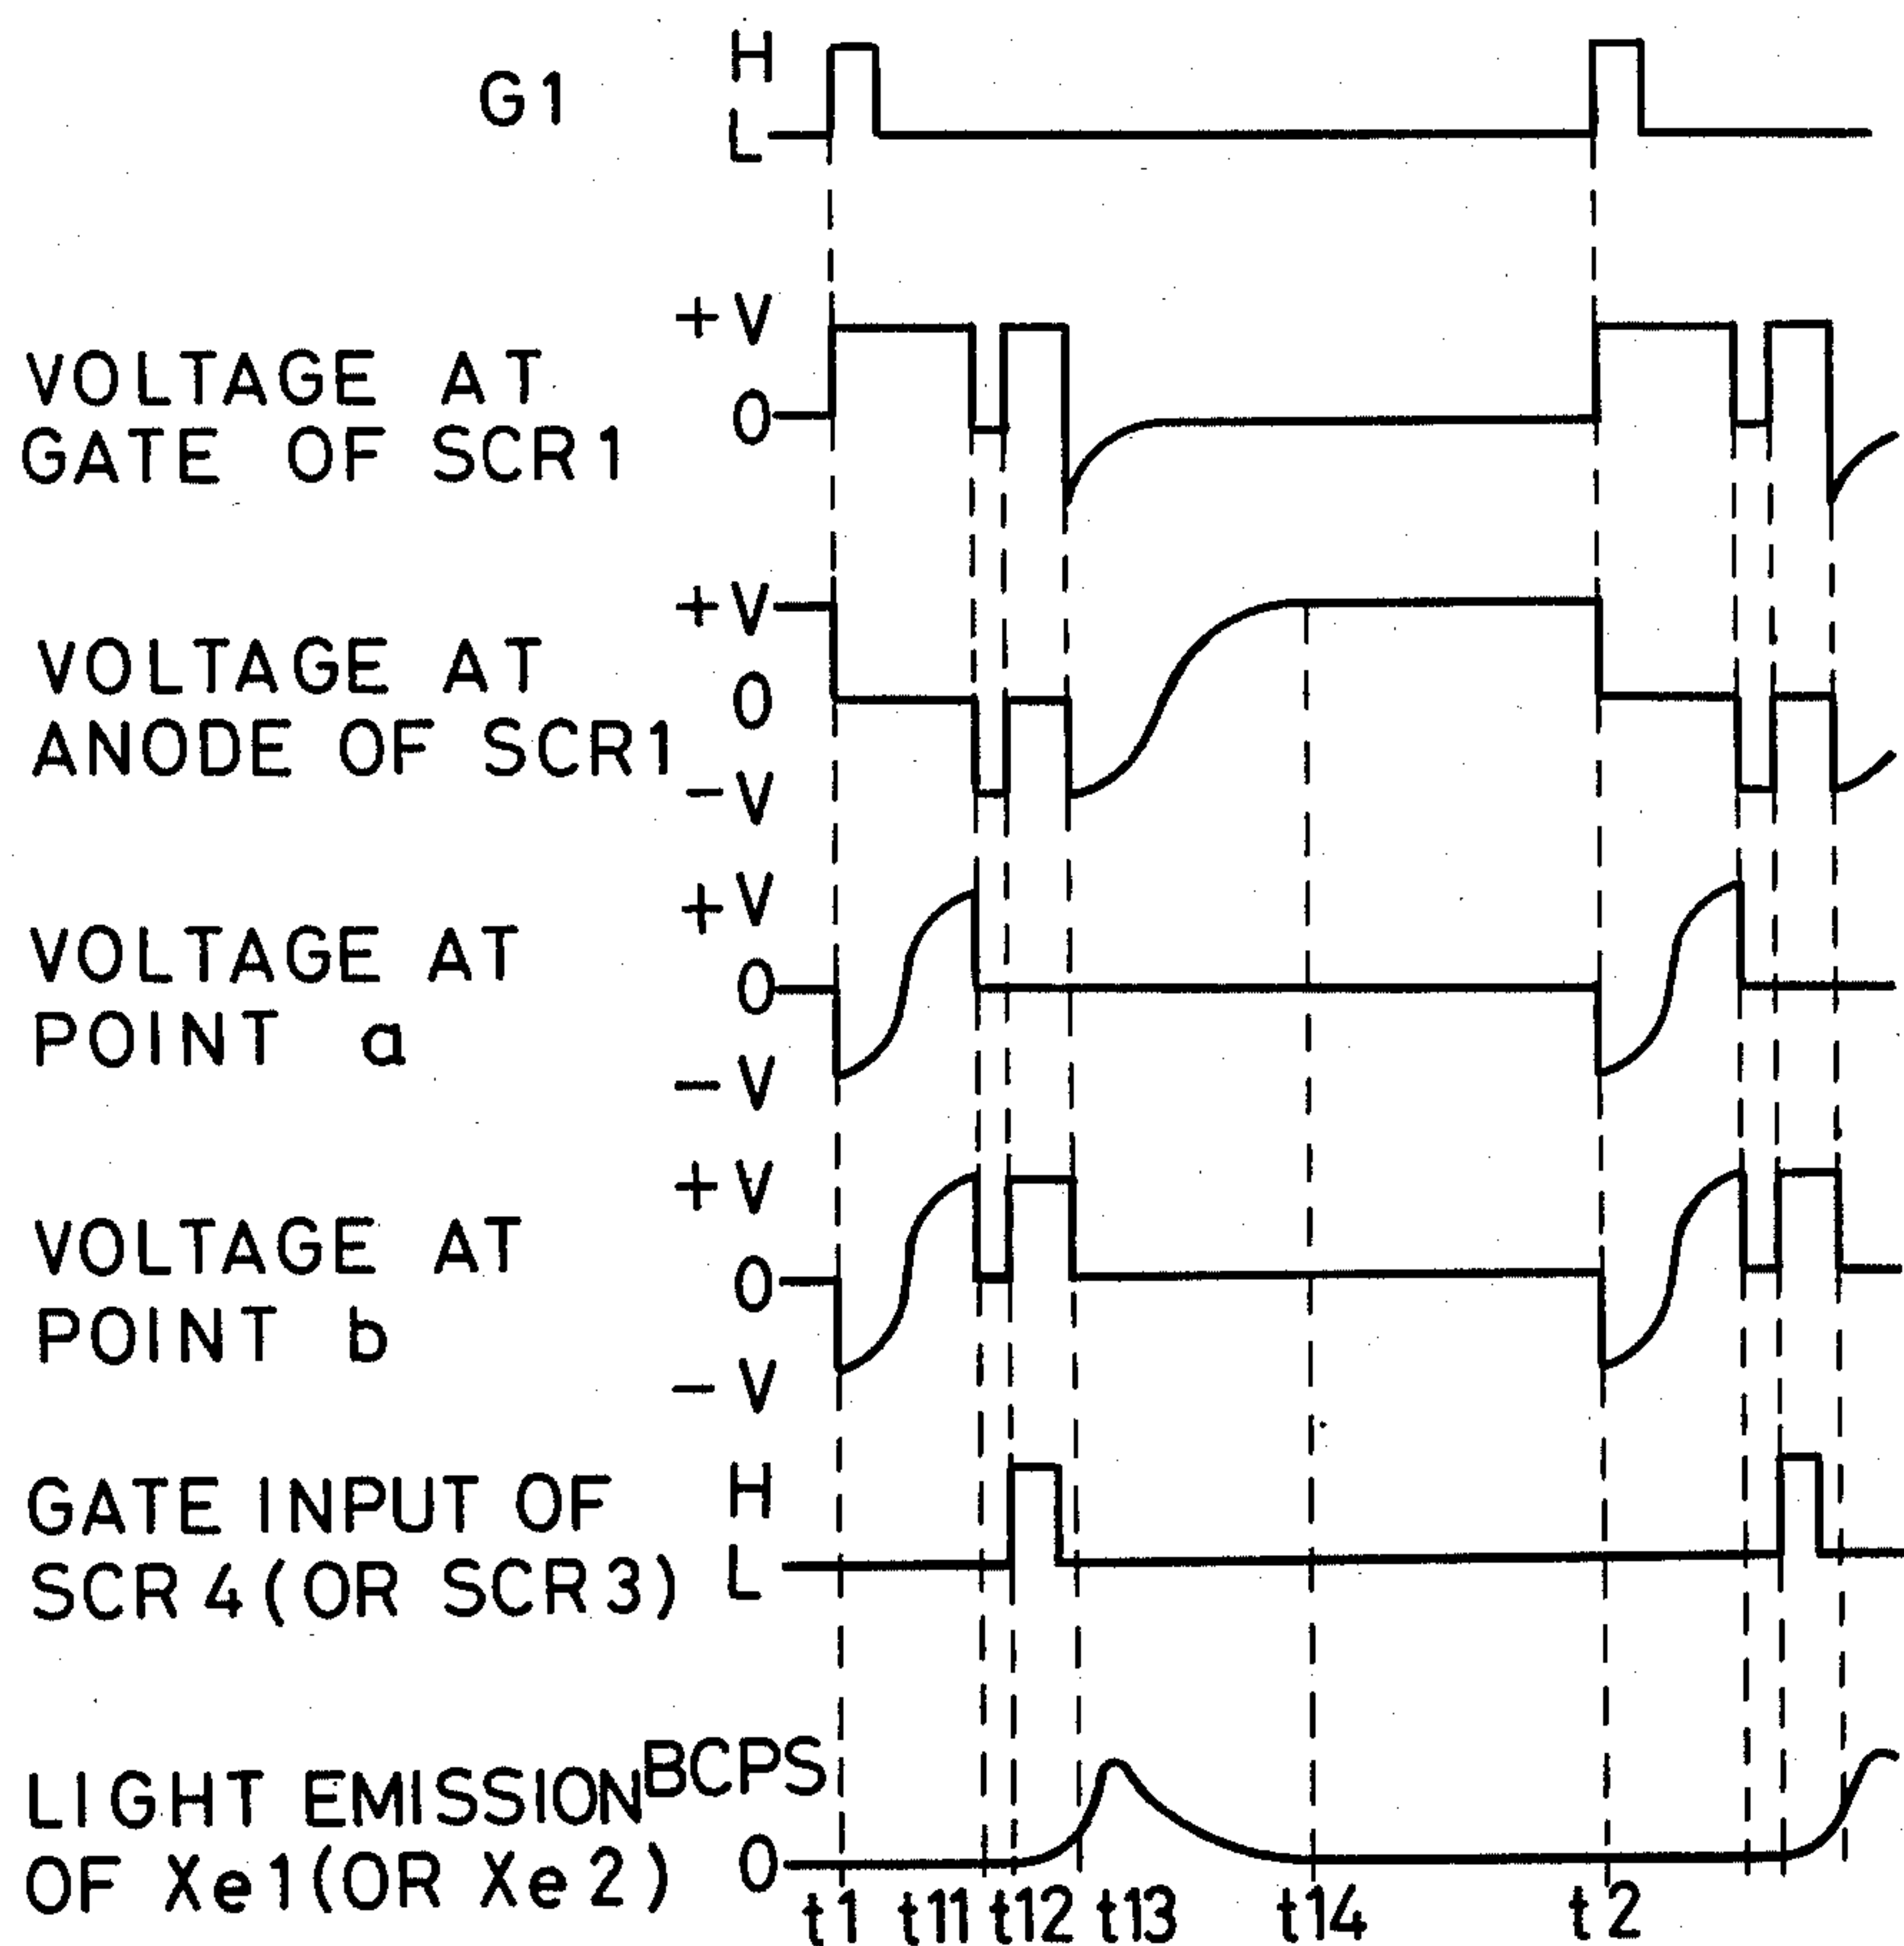 H
G1
L
+V
VOLTAGE AT
0
GATE OF SCR1
+V
VOLTAGE AT
0
ANODE OF SCR1
-V
+V
VOLTAGE AT
0
POINT a
-V
+V
VOLTAGE AT
0
POINT b
-V
GATE INPUT OF
H
SCR4(OR SCR3)
L
LIGHT EMISSION BCPS
OF Xe1(OR Xe2)
0
t1 t11 t12 t13 t14 t2